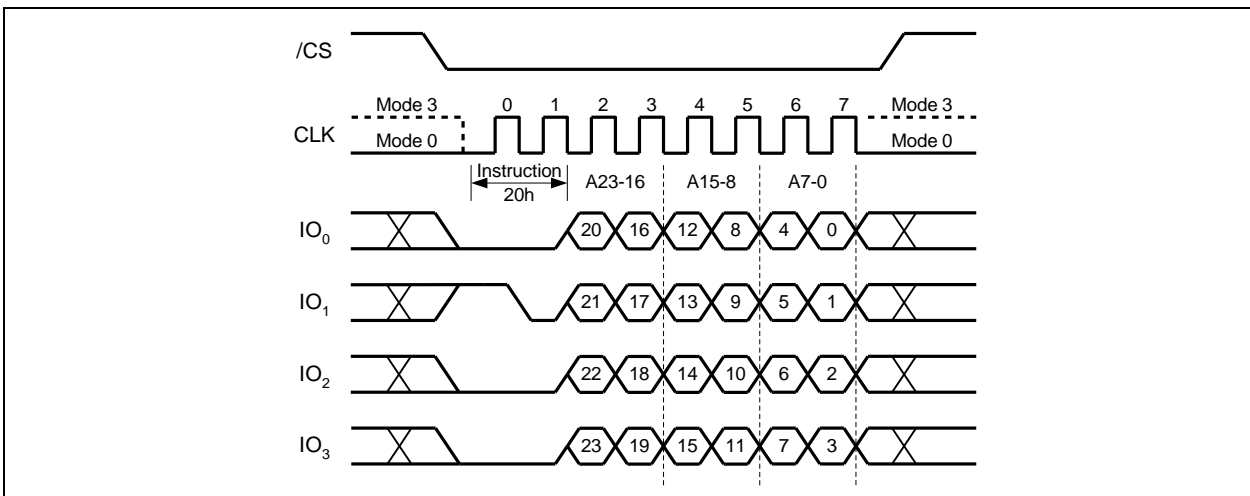 /CS
Mode 3 0 1 2 3 4 5 6 7 Mode 3
CLK
Mode 0 Mode 0
Instruction
20h
A23-16 A15-8 A7-0
IO0 20 16 12 8 4 0
IO1 21 17 13 9 5 1
IO2 22 18 14 10 6 2
IO3 23 19 15 11 7 3